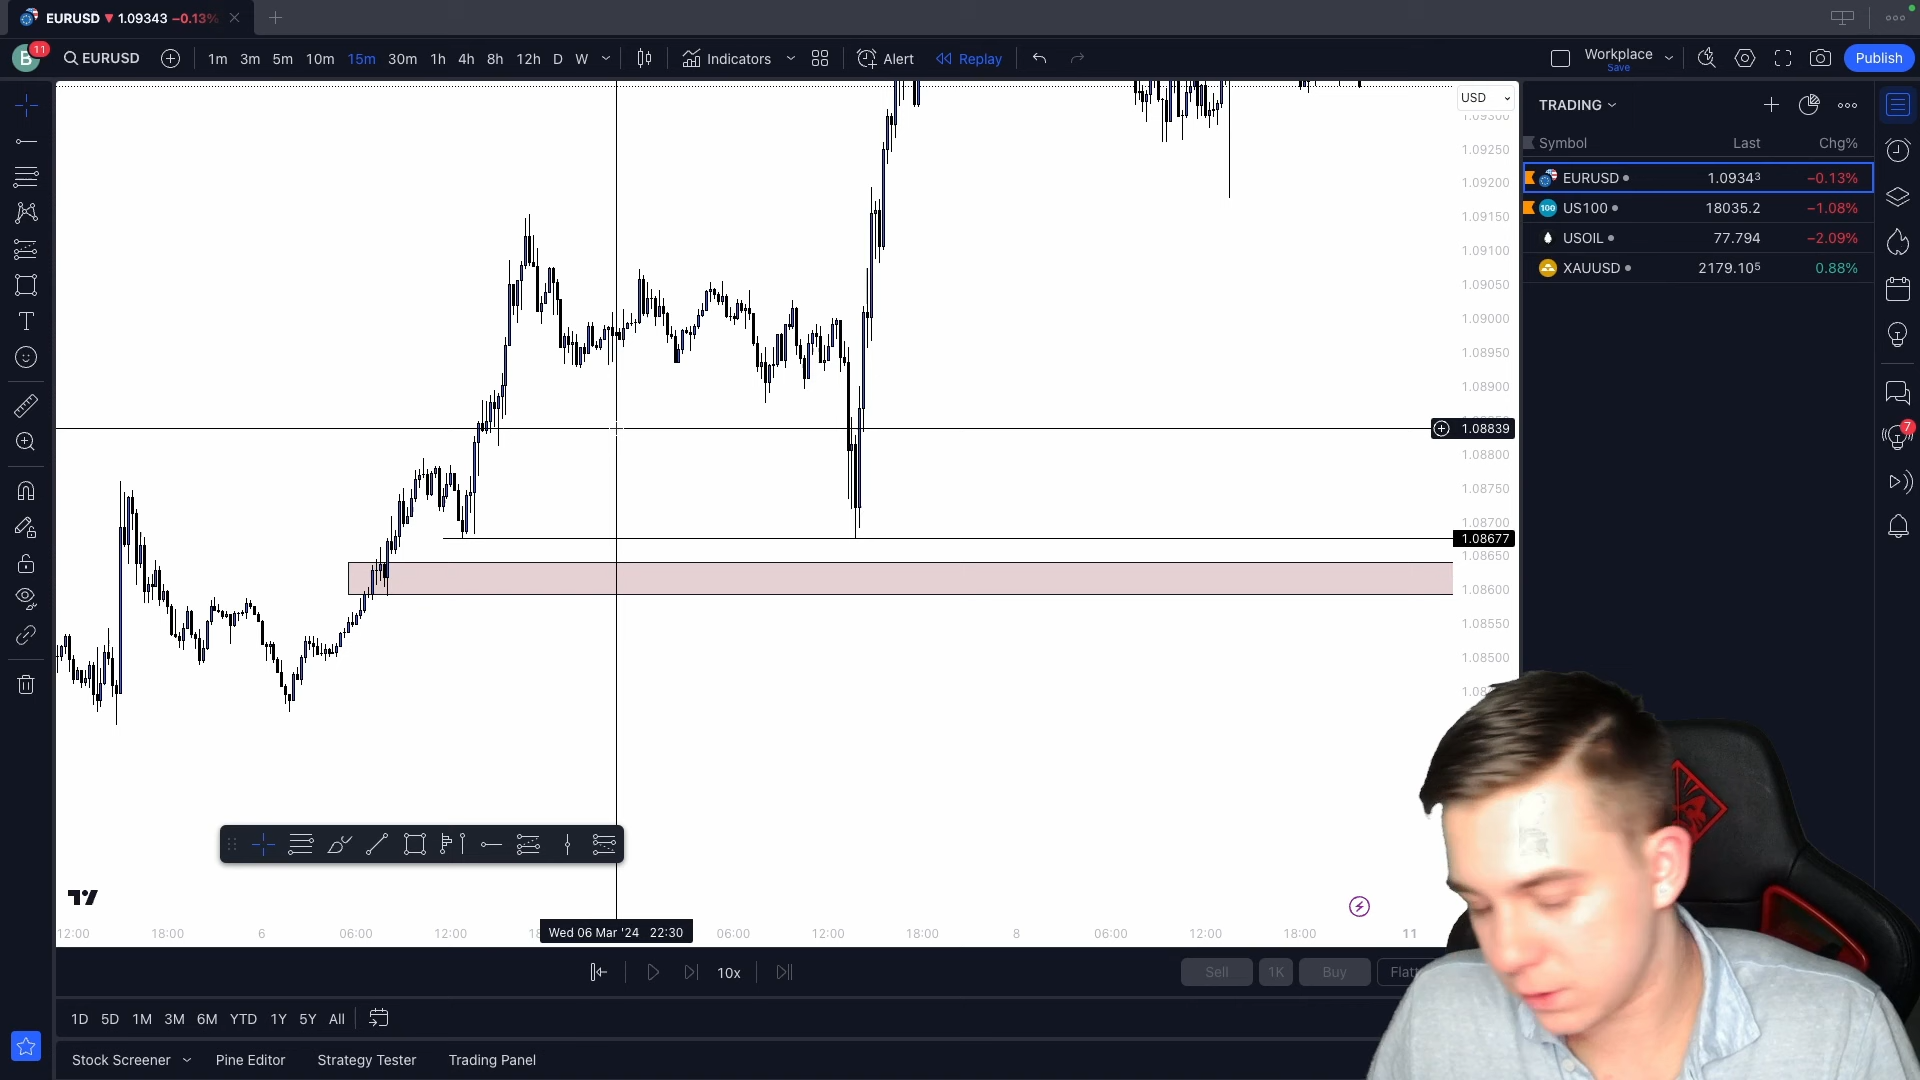 EURUSD 1.09343 −0.13%
B 11 EURUSD 1m 3m 5m 10m 15m 30m 1h 4h 8h 12h D W Indicators Alert Replay Workplace Save Publish
USD
TRADING
Symbol Last Chg%
EURUSD 1.09343 −0.13%
100 US100 18035.2 −1.08%
USOIL 77.794 −2.09%
XAUUSD 2179.105 0.88%
1.09300
1.09250
1.09200
1.09150
1.09100
1.09050
1.09000
1.08950
1.08900
1.08839
1.08800
1.08750
1.08700
1.08677
1.08650
1.08600
1.08550
1.08500
7
T
12:00 18:00 6 06:00 12:00 Wed 06 Mar '24 22:30 06:00 12:00 18:00 8 06:00 12:00 18:00 11
10x Sell 1K Buy
1D 5D 1M 3M 6M YTD 1Y 5Y All
Stock Screener Pine Editor Strategy Tester Trading Panel